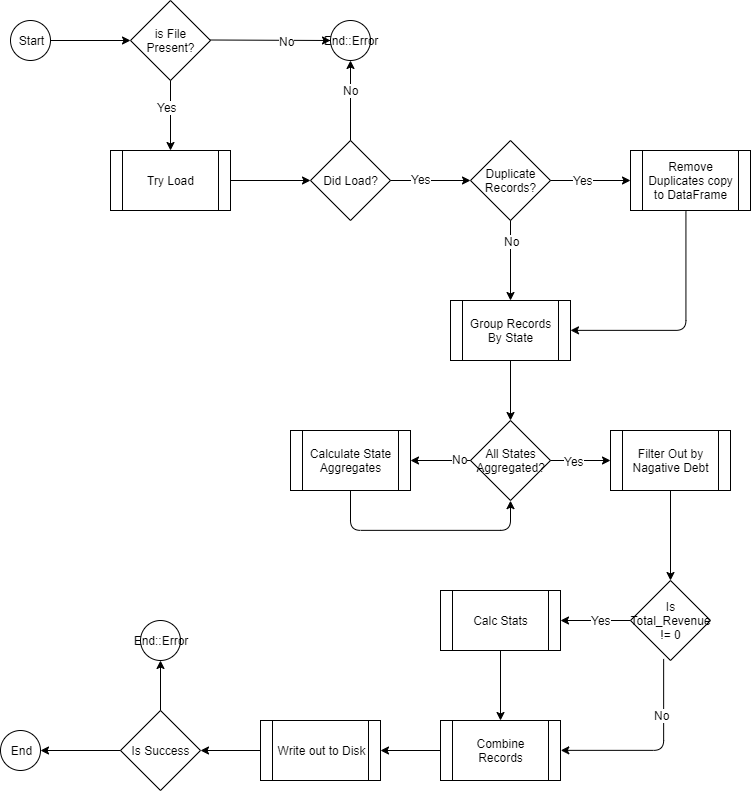 Start
is File
Present?
No
End::Error
Yes
No
Try Load
Did Load?
Yes
Duplicate
Records?
Yes
Remove
Duplicates copy
to DataFrame
No
Group Records
By State
Calculate State
Aggregates
No
All States
Aggregated?
Yes
Filter Out by
Nagative Debt
Is
Total_Revenue
!= 0
Yes
Calc Stats
End::Error
No
End
Is Success
Write out to Disk
Combine
Records